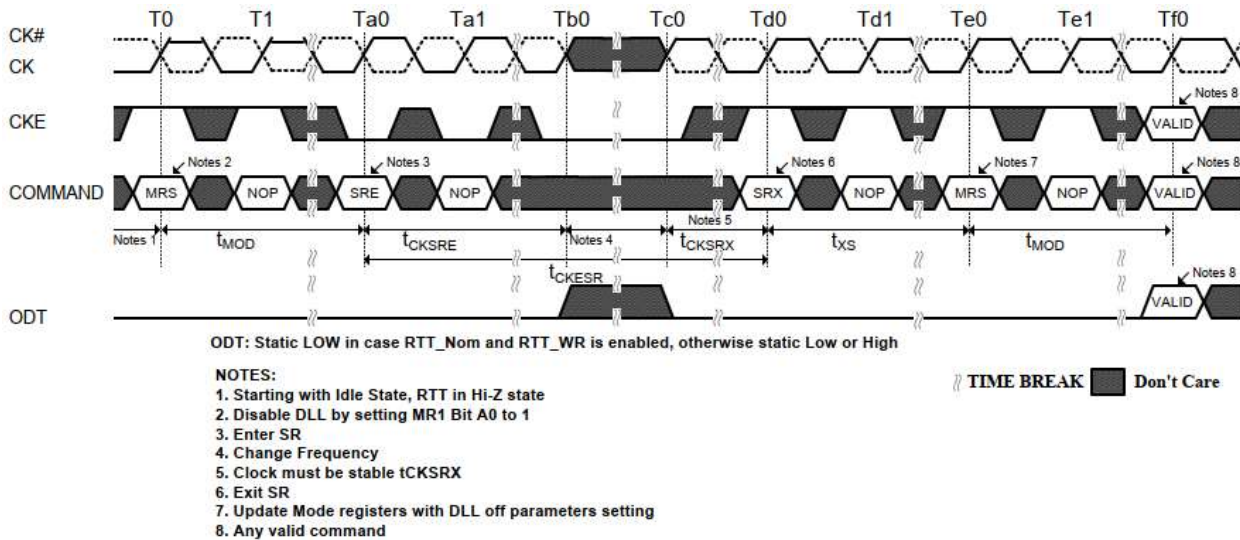 T0 T1 Ta0 Ta1 Tb0 Tc0 Td0 Td1 Te0 Te1 Tf0
CK#
CK
Notes 8
CKE VALID
Notes 2 Notes 3 Notes 6 Notes 7 Notes 8
COMMAND MRS NOP SRE NOP SRX NOP MRS NOP VALID
Notes 1 tMOD tCKSRE Notes 4 Notes 5 tCKSRX tXS tMOD
tCKESR
Notes 8
ODT VALID
ODT: Static LOW in case RTT_Nom and RTT_WR is enabled, otherwise static Low or High
NOTES:
TIME BREAK Don't Care
1. Starting with Idle State, RTT in Hi-Z state
2. Disable DLL by setting MR1 Bit A0 to 1
3. Enter SR
4. Change Frequency
5. Clock must be stable tCKSRX
6. Exit SR
7. Update Mode registers with DLL off parameters setting
8. Any valid command